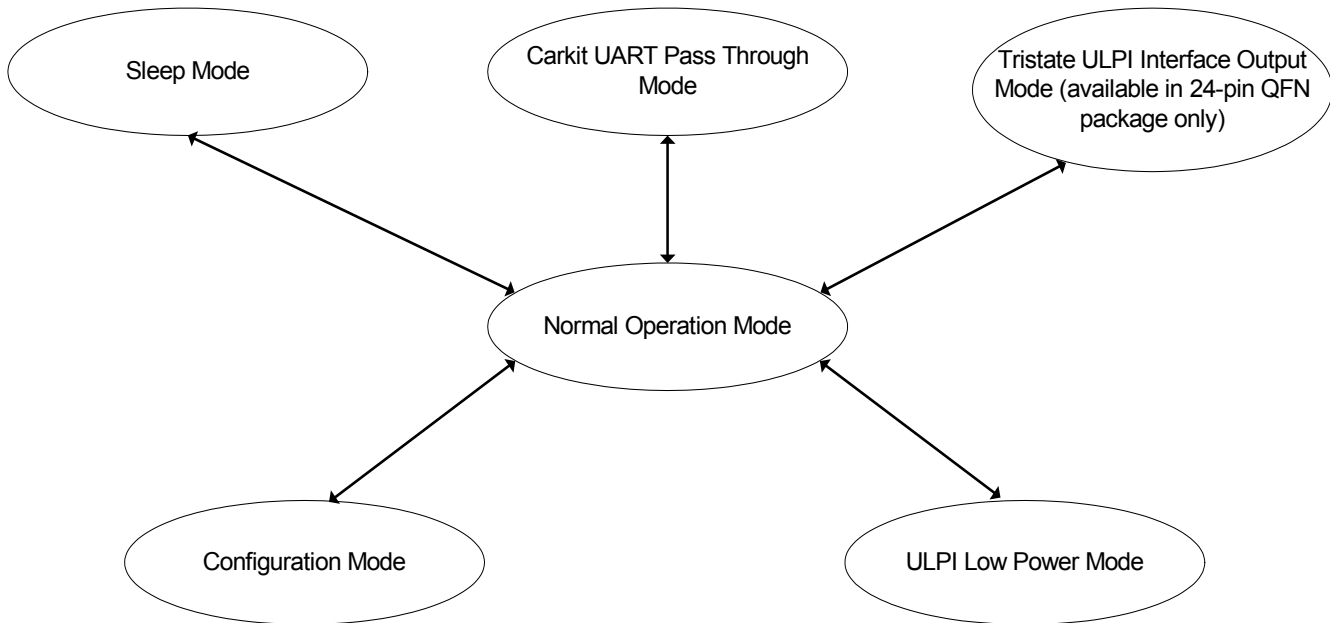 Sleep Mode
Carkit UART Pass Through
Mode
Tristate ULPI Interface Output
Mode (available in 24-pin QFN
package only)
Normal Operation Mode
Configuration Mode
ULPI Low Power Mode